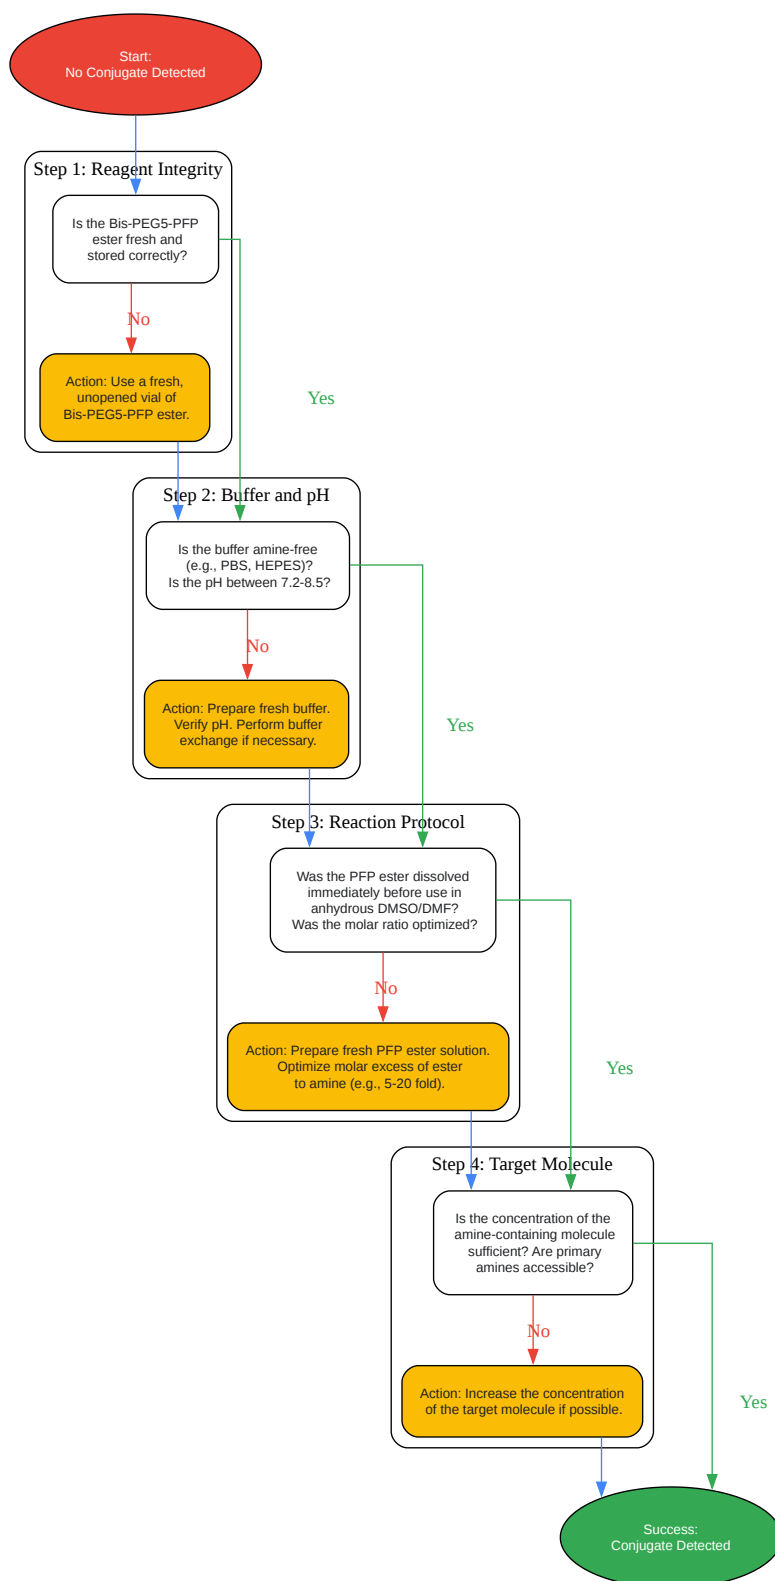 Start:
No Conjugate Detected
Step 1: Reagent Integrity
Is the Bis-PEG5-PFP
ester fresh and
stored correctly?
No
Action: Use a fresh,
unopened vial of
Bis-PEG5-PFP ester.
Yes
Step 2: Buffer and pH
Is the buffer amine-free
(e.g., PBS, HEPES)?
Is the pH between 7.2-8.5?
No
Action: Prepare fresh buffer.
Verify pH. Perform buffer
exchange if necessary.
Yes
Step 3: Reaction Protocol
Was the PFP ester dissolved
immediately before use in
anhydrous DMSO/DMF?
Was the molar ratio optimized?
No
Action: Prepare fresh PFP ester solution.
Optimize molar excess of ester
to amine (e.g., 5-20 fold).
Yes
Step 4: Target Molecule
Is the concentration of the
amine-containing molecule
sufficient? Are primary
amines accessible?
No
Action: Increase the concentration
of the target molecule if possible.
Yes
Success:
Conjugate Detected